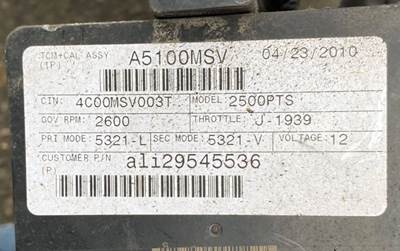 TCM+CAL ASSY A5100MSV 04/23/2010
(1P)
CIN: 4C00MSV003T MODEL: 2500PTS
GOV RPM: 2600 THROTTLE: J-1939
PRI MODE: 5321-L SEC MODE: 5321-V VOLTAGE: 12
CUSTOMER P/N ali29545536
(P)